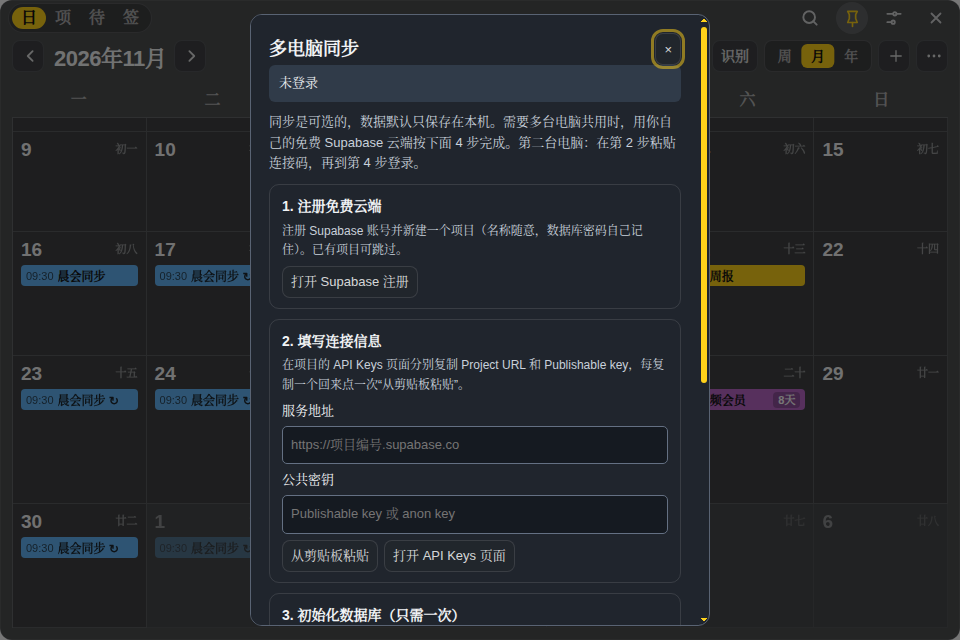 日 项 待 签
2026年11月
识别 周 月 年
一 二 六 日
多电脑同步
×
未登录
同步是可选的，数据默认只保存在本机。需要多台电脑共用时，用你自
己的免费 Supabase 云端按下面 4 步完成。第二台电脑：在第 2 步粘贴
连接码，再到第 4 步登录。
1. 注册免费云端
注册 Supabase 账号并新建一个项目（名称随意，数据库密码自己记
住）。已有项目可跳过。
打开 Supabase 注册
2. 填写连接信息
在项目的 API Keys 页面分别复制 Project URL 和 Publishable key，每复
制一个回来点一次“从剪贴板粘贴”。
服务地址
https://项目编号.supabase.co
公共密钥
Publishable key 或 anon key
从剪贴板粘贴 打开 API Keys 页面
3. 初始化数据库（只需一次）
9 初一 10 初六 15 初七
16 初八 17 十三 22 十四
09:30 晨会同步 09:30 晨会同步 ↻ 周报
23 十五 24 二十 29 廿一
09:30 晨会同步 ↻ 09:30 晨会同步 ↻ 频会员 8天
30 廿二 1 廿七 6 廿八
09:30 晨会同步 ↻ 09:30 晨会同步 ↻